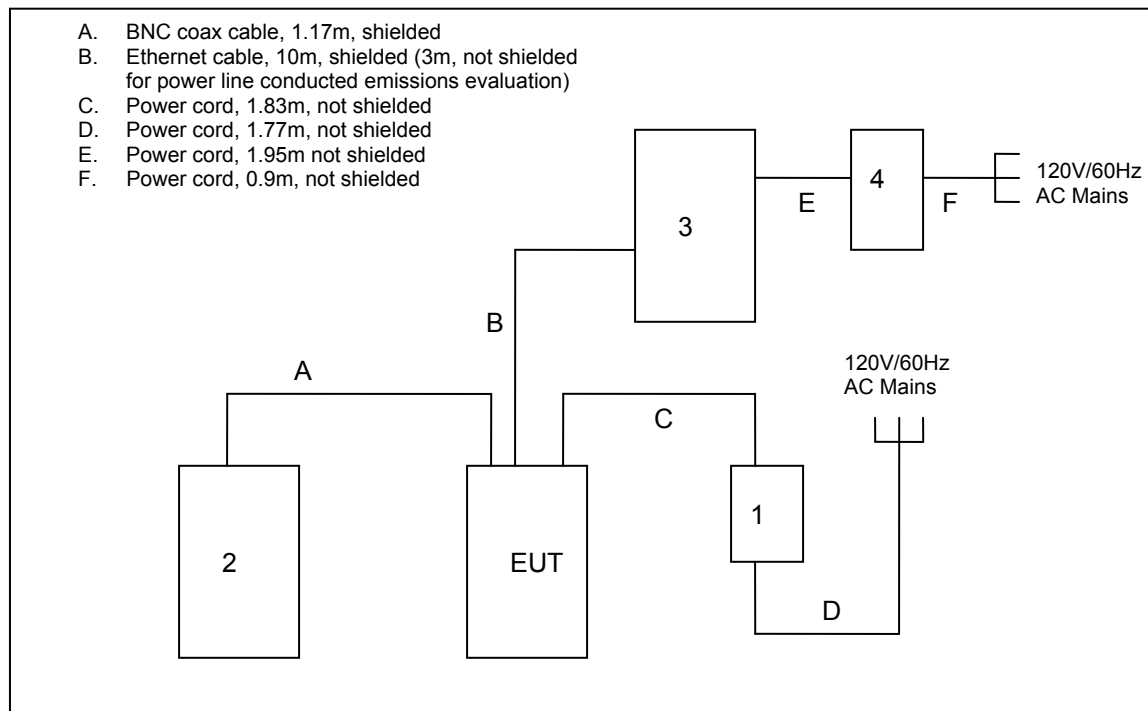 A. BNC coax cable, 1.17m, shielded
B. Ethernet cable, 10m, shielded (3m, not shielded
for power line conducted emissions evaluation)
C. Power cord, 1.83m, not shielded
D. Power cord, 1.77m, not shielded
E. Power cord, 1.95m not shielded
F. Power cord, 0.9m, not shielded
120V/60Hz
AC Mains
4
E
F
3
B
120V/60Hz
AC Mains
A
C
1
2
EUT
D